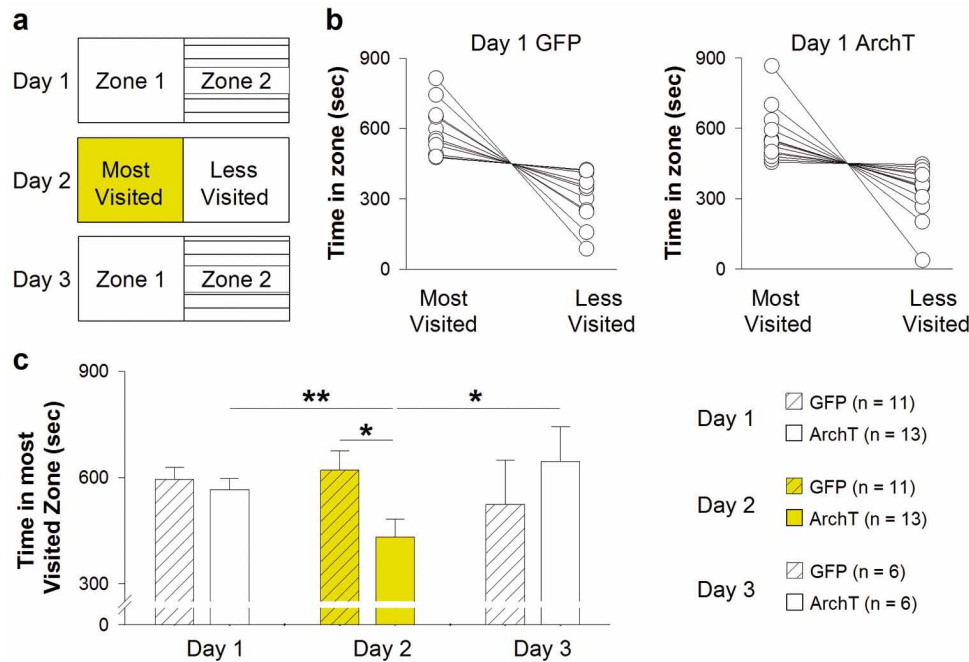 a
Day 1
Zone 1
Zone 2
Day 2
Most
Visited
Less
Visited
Day 3
Zone 1
Zone 2
b
Day 1 GFP
Time in zone (sec)
900
600
300
0
Most
Visited
Less
Visited
Day 1 ArchT
Time in zone (sec)
900
600
300
0
Most
Visited
Less
Visited
c
Time in most
Visited Zone (sec)
900
600
300
0
**
*
*
Day 1
Day 2
Day 3
Day 1
GFP (n = 11)
ArchT (n = 13)
Day 2
GFP (n = 11)
ArchT (n = 13)
Day 3
GFP (n = 6)
ArchT (n = 6)